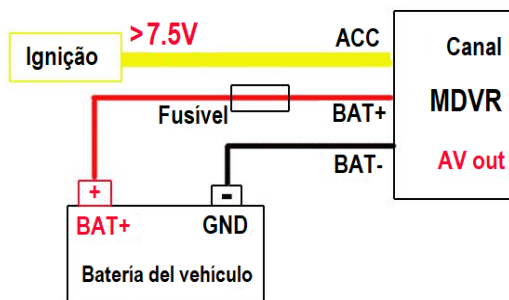 >7.5V
ACC
Ignição
Canal
MDVR
Fusível
BAT+
AV out
BAT-
+
-
BAT+
GND
Batería del vehículo